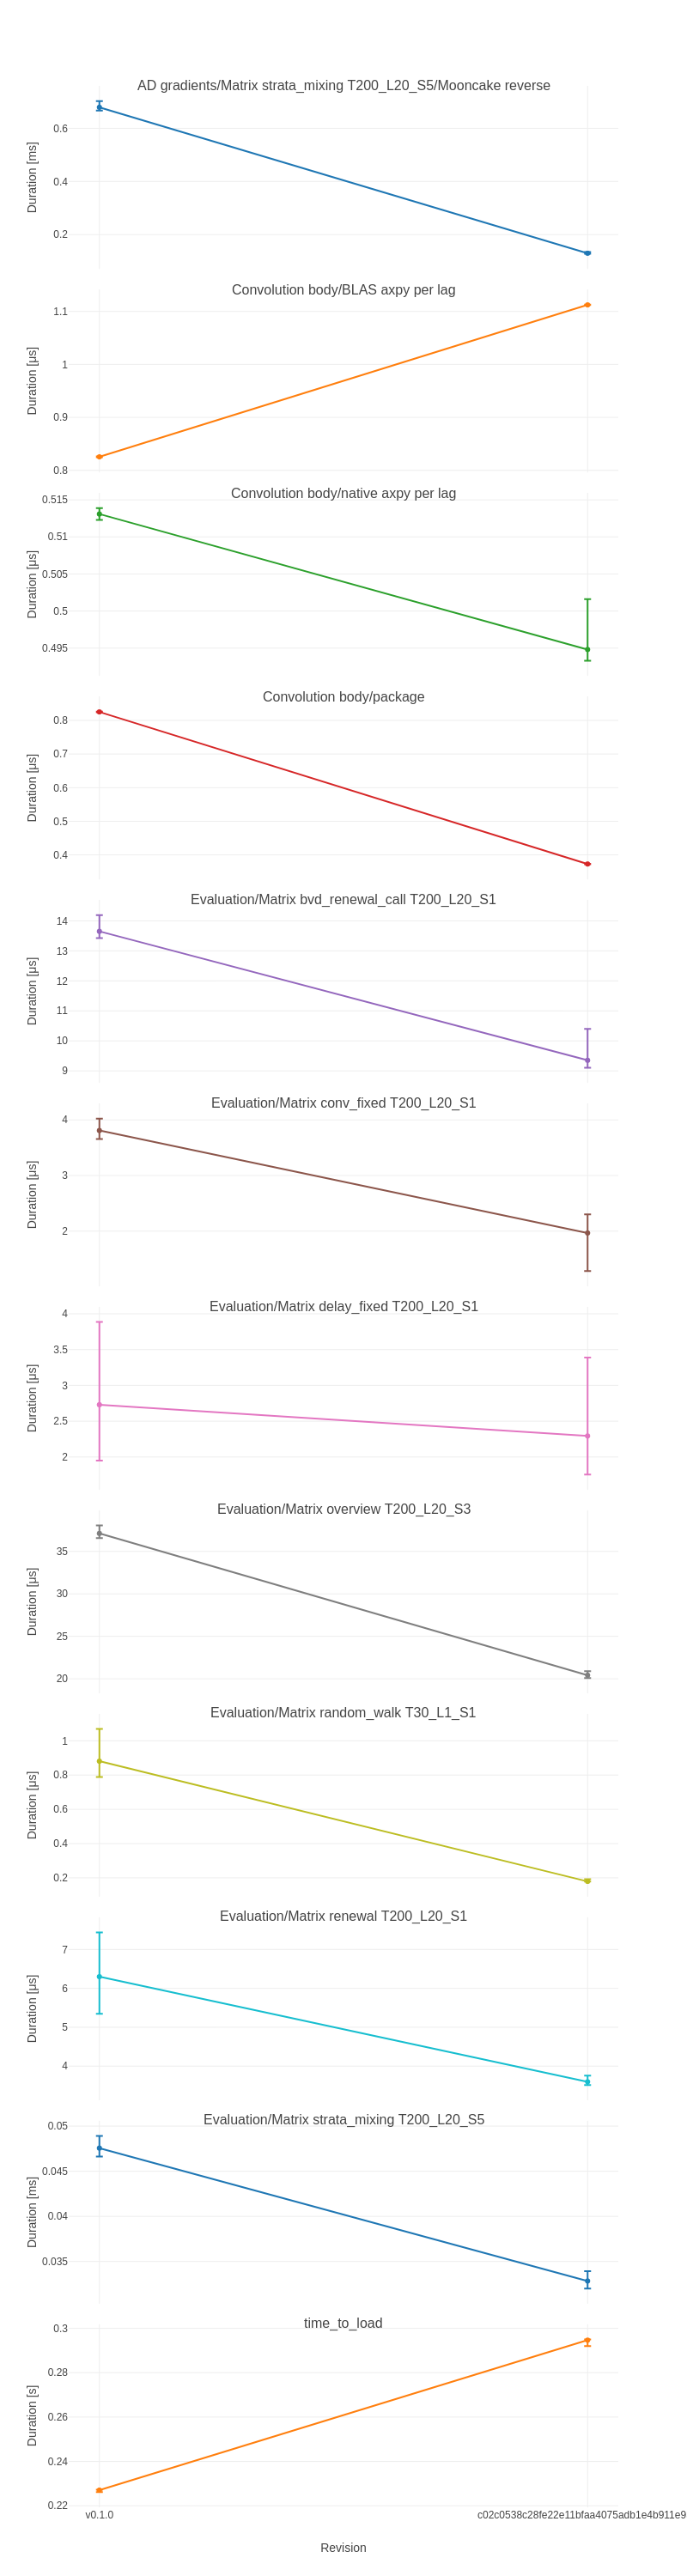 AD gradients/Matrix strata_mixing T200_L20_S5/Mooncake reverse
Duration [ms]
0.6
0.4
0.2
Convolution body/BLAS axpy per lag
Duration [μs]
1.1
1
0.9
0.8
Convolution body/native axpy per lag
Duration [μs]
0.515
0.51
0.505
0.5
0.495
Convolution body/package
Duration [μs]
0.8
0.7
0.6
0.5
0.4
Evaluation/Matrix bvd_renewal_call T200_L20_S1
Duration [μs]
14
13
12
11
10
9
Evaluation/Matrix conv_fixed T200_L20_S1
Duration [μs]
4
3
2
Evaluation/Matrix delay_fixed T200_L20_S1
Duration [μs]
4
3.5
3
2.5
2
Evaluation/Matrix overview T200_L20_S3
Duration [μs]
35
30
25
20
Evaluation/Matrix random_walk T30_L1_S1
Duration [μs]
1
0.8
0.6
0.4
0.2
Evaluation/Matrix renewal T200_L20_S1
Duration [μs]
7
6
5
4
Evaluation/Matrix strata_mixing T200_L20_S5
Duration [ms]
0.05
0.045
0.04
0.035
time_to_load
Duration [s]
0.3
0.28
0.26
0.24
0.22
v0.1.0
c02c0538c28fe22e11bfaa4075adb1e4b911e9
Revision